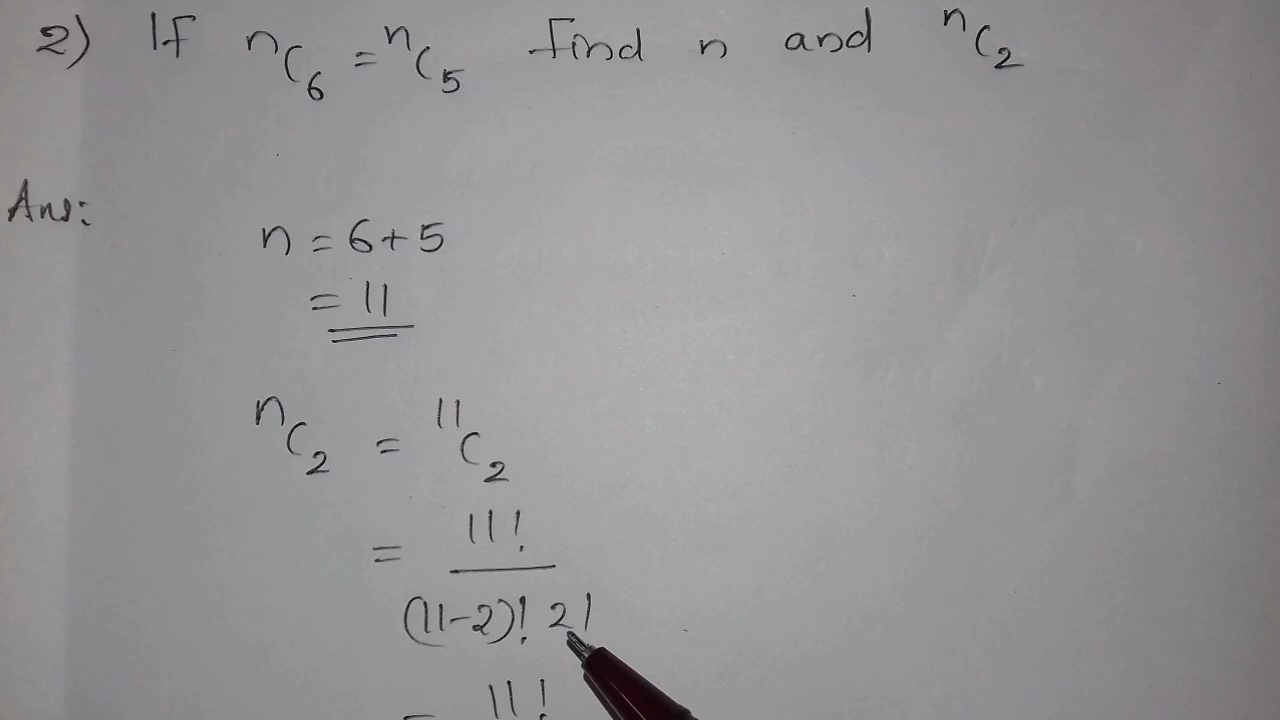 2) If nC6 = nC5 find n and nC2
Ans:
n = 6+5
= 11
nC2 = 11C2
= 11!
(11-2)! 2!
= 11!